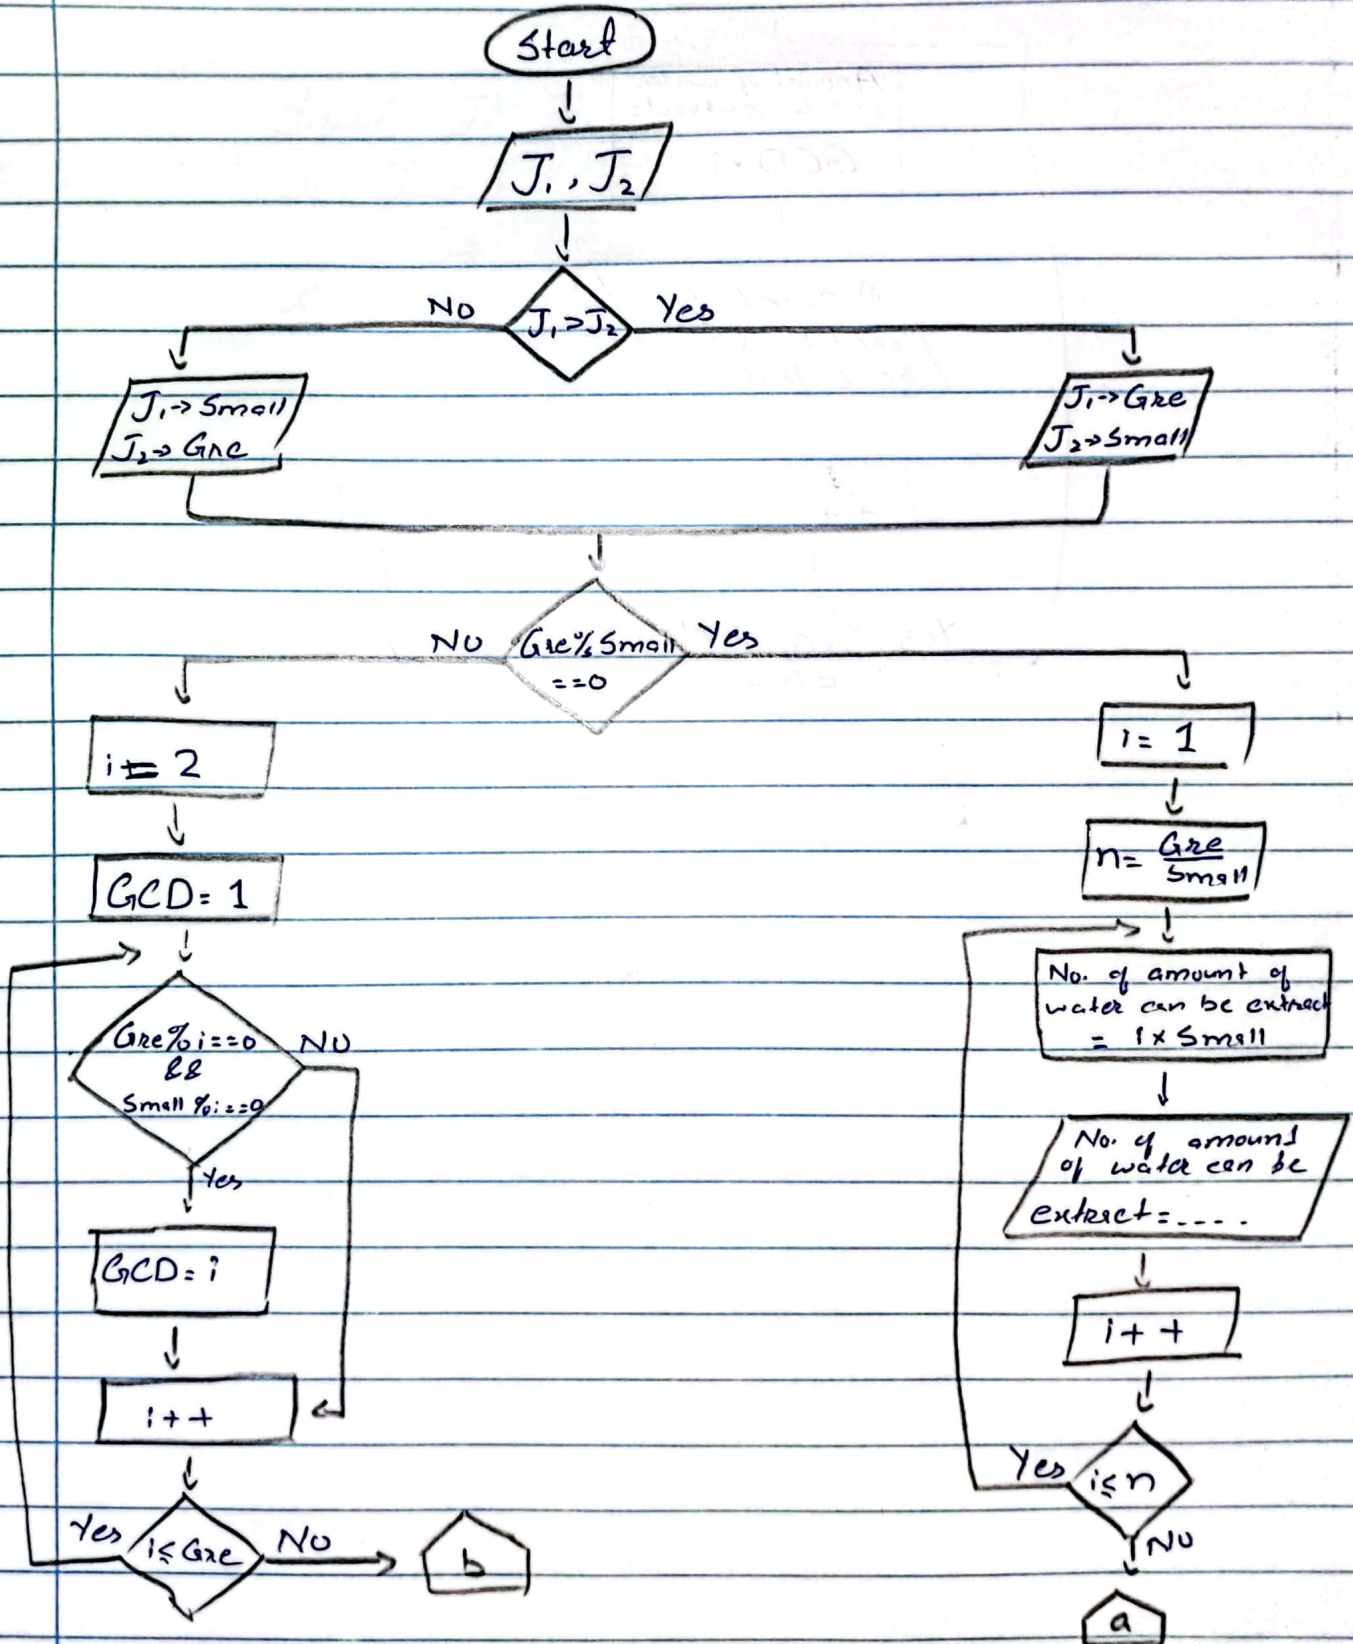 Start
J1, J2
No
J1>J2
Yes
J1→Small
J2→Gre
J1→Gre
J2→Small
No
Gre%Small
==0
Yes
i= 2
GCD= 1
Gre%i==0
&&
Small %i==0
No
Yes
GCD=i
i++
Yes
i≤Gre
No
b
i= 1
n= Gre
Small
No. of amount of
water can be extract
= i x Small
No. of amount
of water can be
extract=.....
i++
Yes
i≤n
No
a